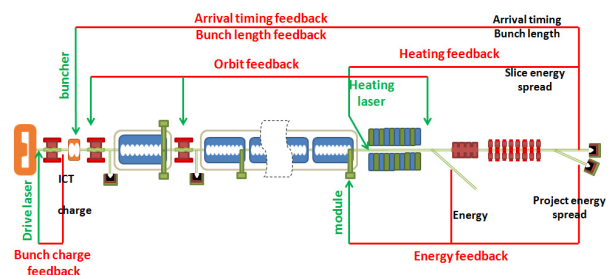 Arrival timing feedback
Bunch length feedback
Arrival timing
Bunch length
Heating feedback
Orbit feedback
Slice energy
spread
buncher
Heating
laser
ICT
charge
Drive laser
module
Energy
Project energy
spread
Bunch charge
feedback
Energy feedback